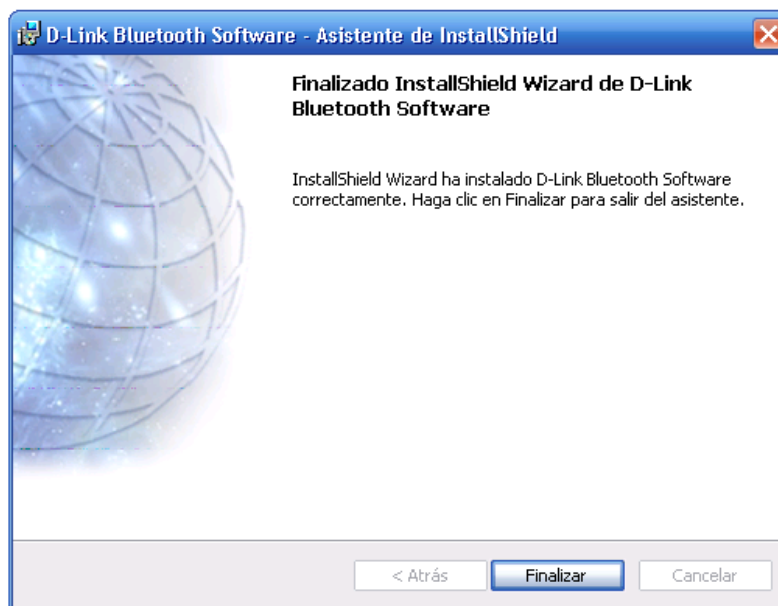 D-Link Bluetooth Software - Asistente de InstallShield
Finalizado InstallShield Wizard de D-Link
Bluetooth Software
InstallShield Wizard ha instalado D-Link Bluetooth Software
correctamente. Haga clic en Finalizar para salir del asistente.
< Atrás
Finalizar
Cancelar